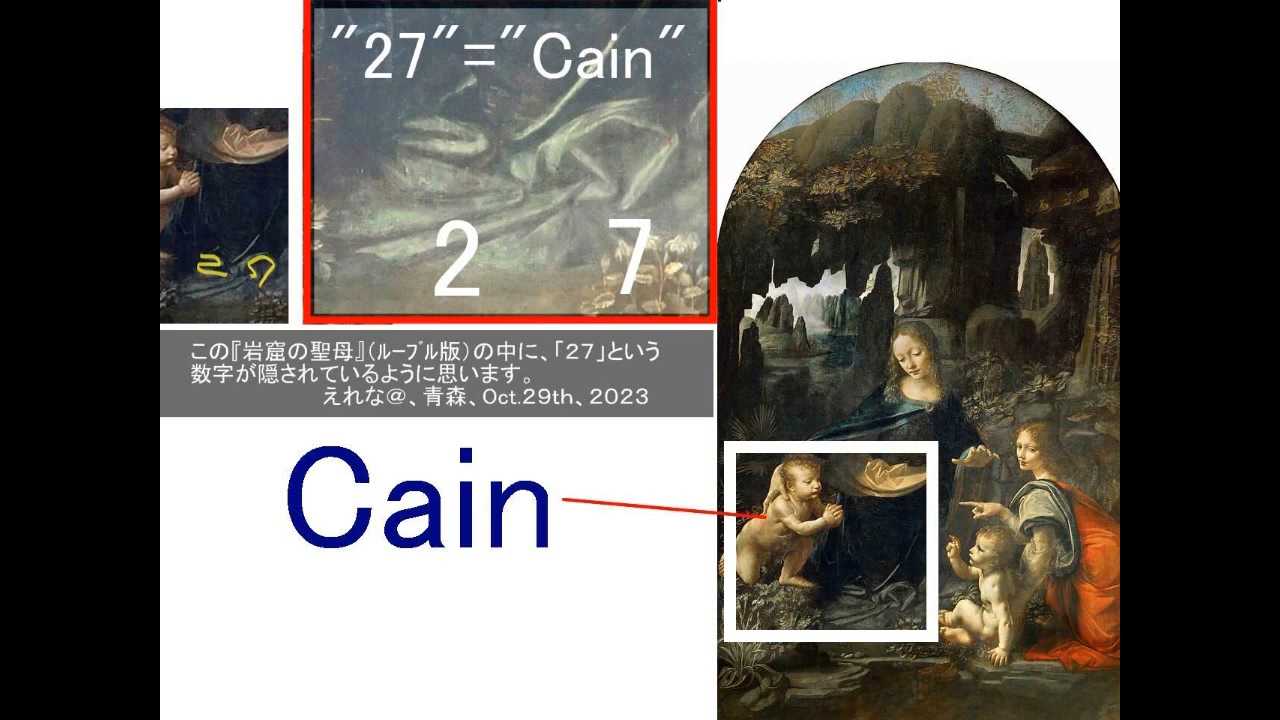 "27"="Cain"
2 7
27
この『岩窟の聖母』(ルーブル版)の中に、「27」という
数字が隠されているように思います。
えれな@、青森、Oct.29th、2023
Cain